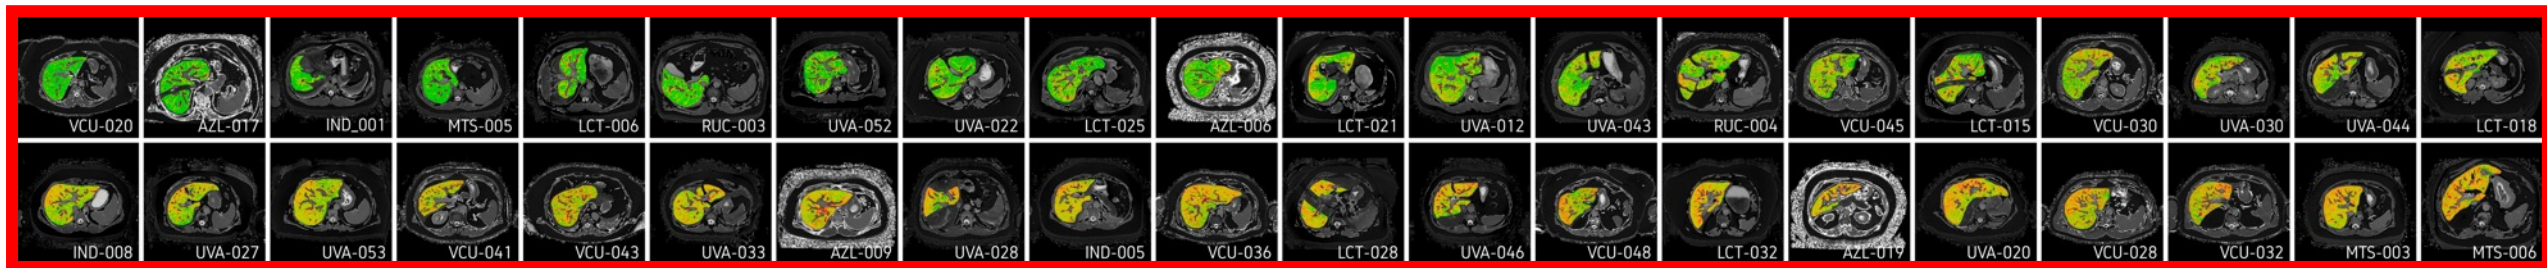 VCU-020 AZL-017 IND_001 MTS-005 LCT-006 RUC-003 UVA-052 UVA-022 LCT-025 AZL-006 LCT-021 UVA-012 UVA-043 RUC-004 VCU-045 LCT-015 VCU-030 UVA-030 UVA-044 LCT-018
IND-008 UVA-027 UVA-053 VCU-041 VCU-043 UVA-033 AZL-009 UVA-028 IND-005 VCU-036 LCT-028 UVA-046 VCU-048 LCT-032 AZL-019 UVA-020 VCU-028 VCU-032 MTS-003 MTS-006